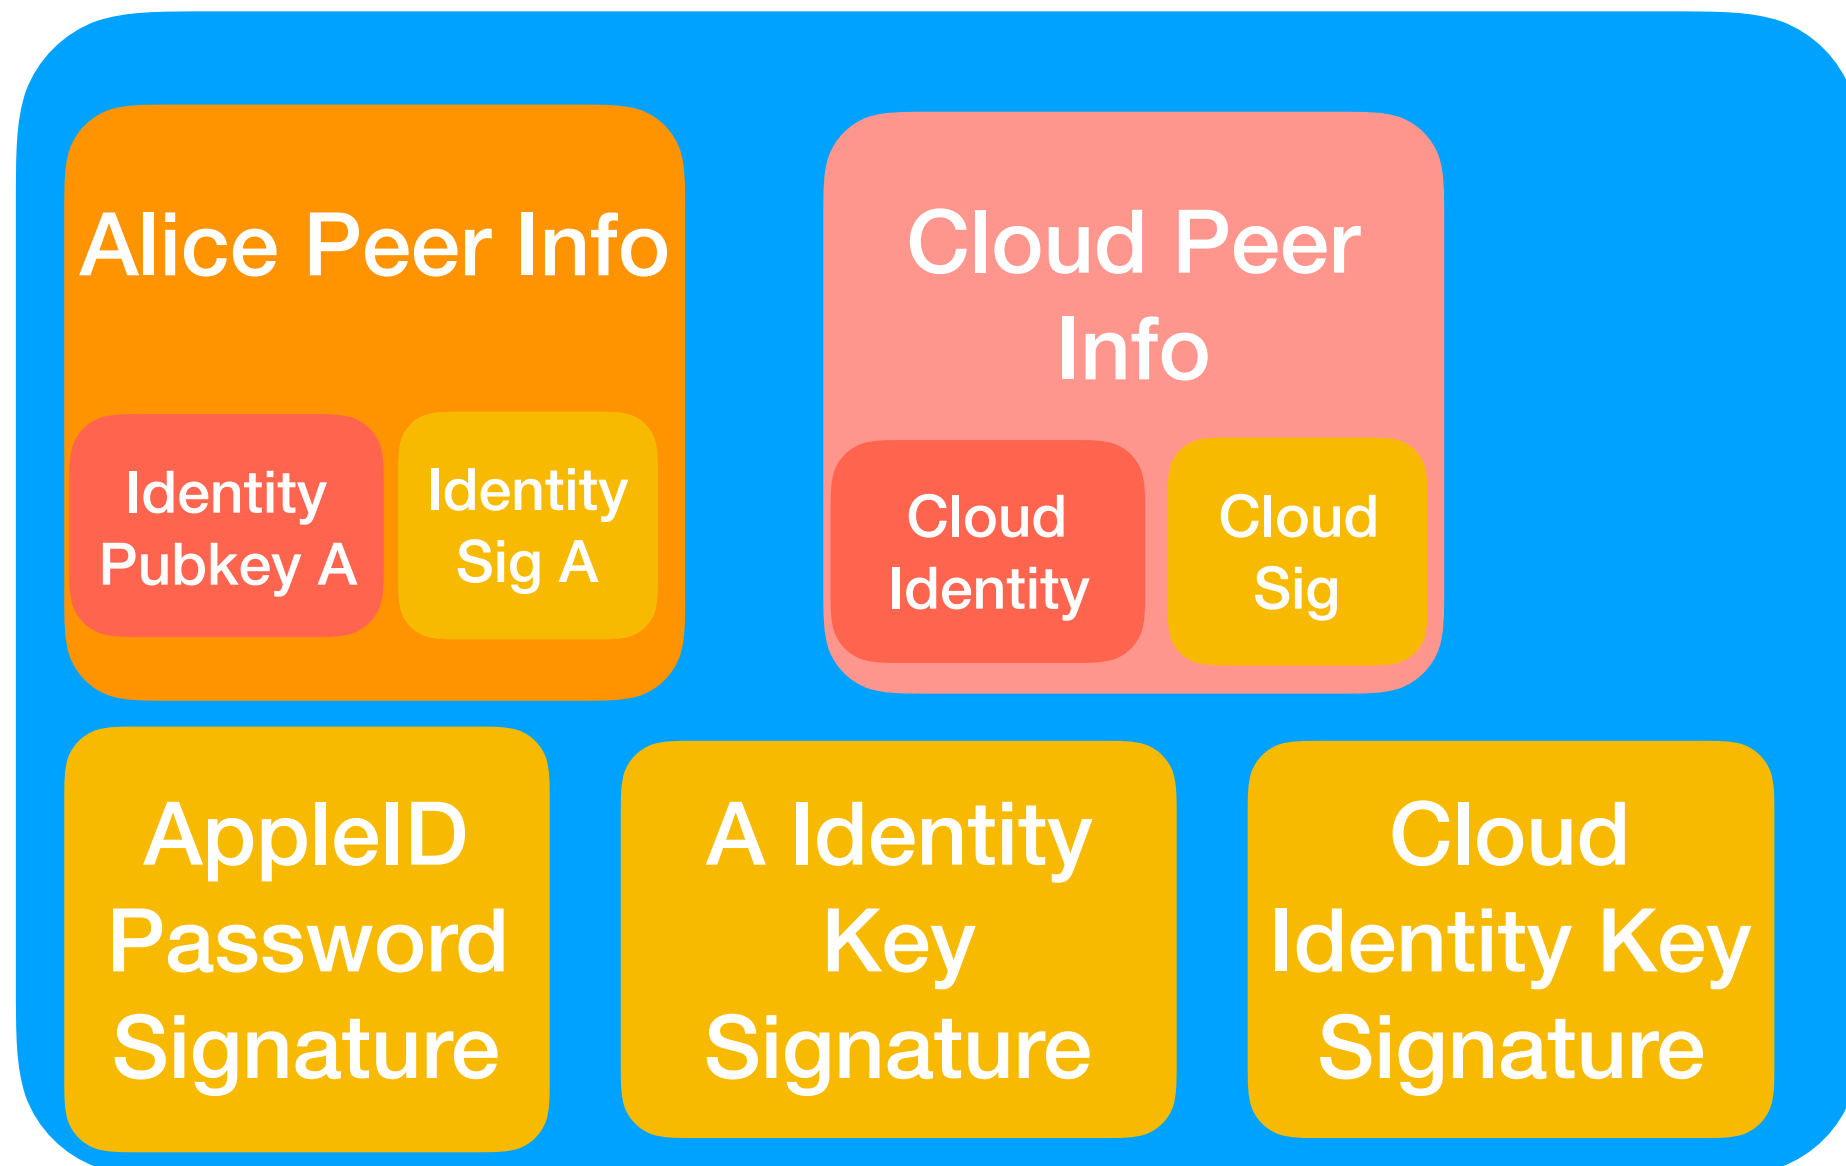 Alice Peer Info
Identity
Pubkey A
Identity
Sig A
Cloud Peer
Info
Cloud
Identity
Cloud
Sig
AppleID
Password
Signature
A Identity
Key
Signature
Cloud
Identity Key
Signature